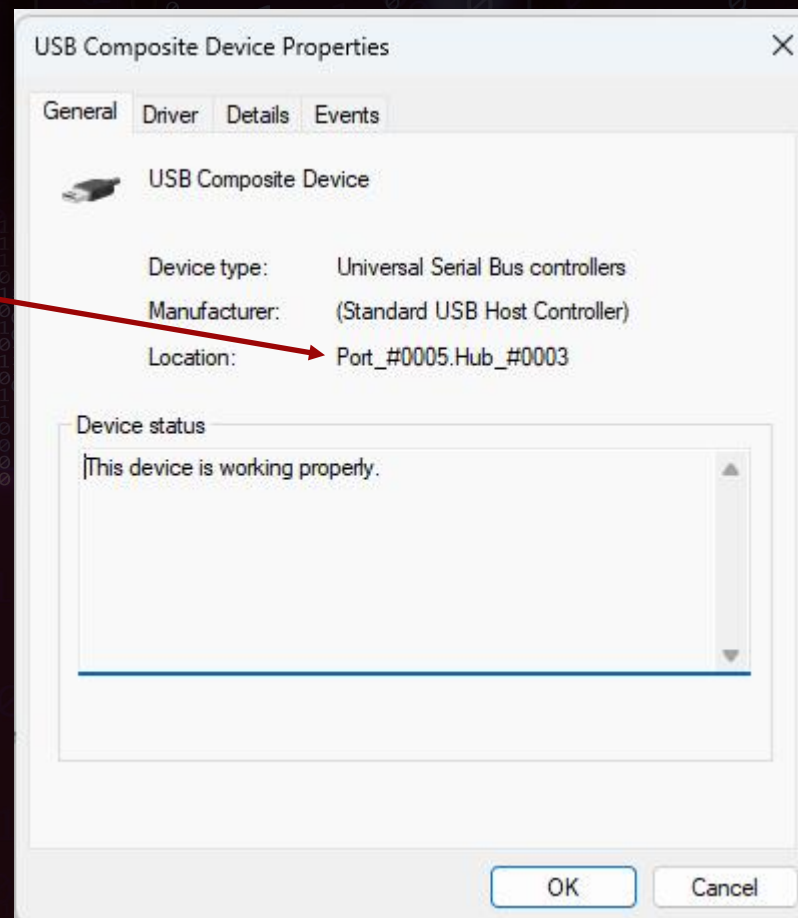 USB Composite Device Properties
General Driver Details Events
USB Composite Device
Device type: Universal Serial Bus controllers
Manufacturer: (Standard USB Host Controller)
Location: Port_#0005.Hub_#0003
Device status
This device is working properly.
OK Cancel